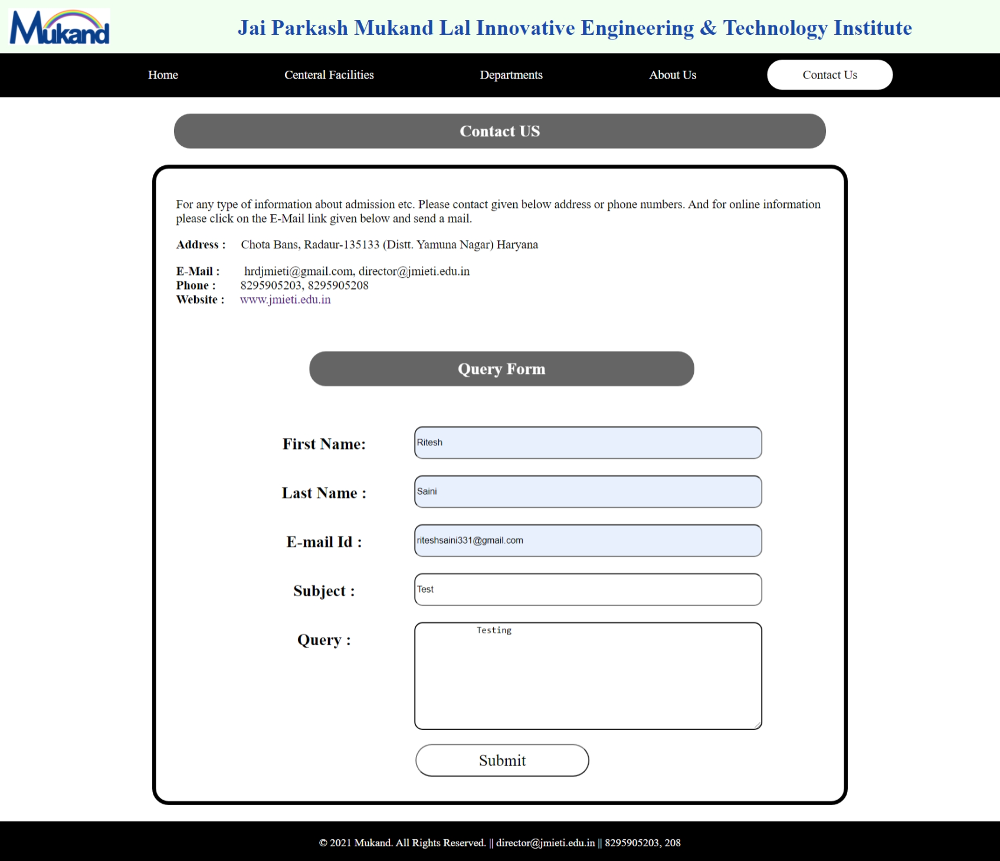 Mukand
Jai Parkash Mukand Lal Innovative Engineering & Technology Institute
Home
Centeral Facilities
Departments
About Us
Contact Us
Contact US
For any type of information about admission etc. Please contact given below address or phone numbers. And for online information
please click on the E-Mail link given below and send a mail.
Address : Chota Bans, Radaur-135133 (Distt. Yamuna Nagar) Haryana
E-Mail : hrdjmieti@gmail.com, director@jmieti.edu.in
Phone : 8295905203, 8295905208
Website : www.jmieti.edu.in
Query Form
First Name: Ritesh
Last Name : Saini
E-mail Id : riteshsaini331@gmail.com
Subject : Test
Query : Testing
Submit
© 2021 Mukand. All Rights Reserved. || director@jmieti.edu.in || 8295905203, 208